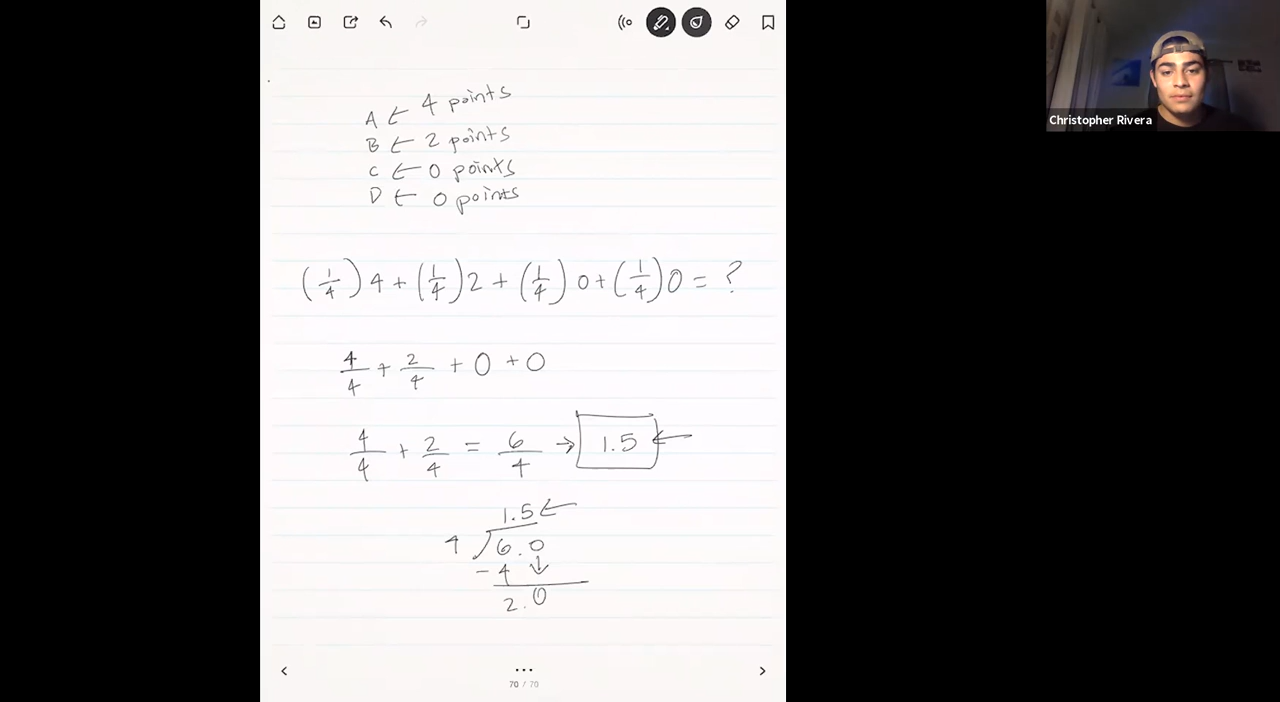 Christopher Rivera
A ← 4 points
B ← 2 points
C ← 0 points
D ← 0 points
(1/4)4 + (1/4)2 + (1/4)0 + (1/4)0 = ?
4/4 + 2/4 + 0 + 0
4/4 + 2/4 = 6/4 → 1.5 ←
1.5 ←
4 ) 6.0
- 4 ↓
2.0
70 / 70